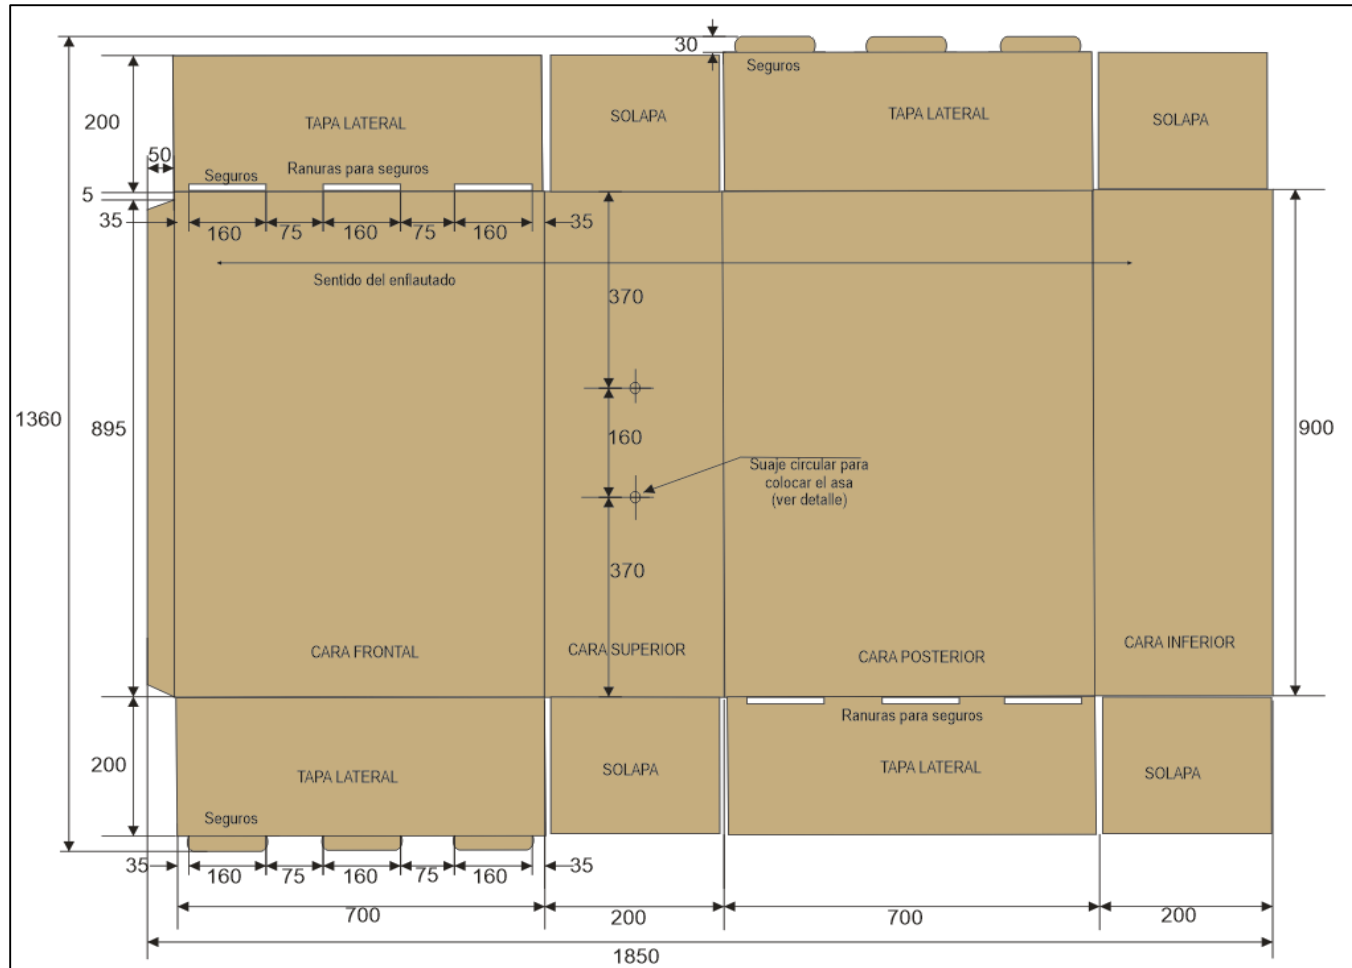 30
Seguros
TAPA LATERAL
SOLAPA
TAPA LATERAL
SOLAPA
200
50
Seguros
Ranuras para seguros
5
35
160
75
160
75
160
35
Sentido del enflautado
370
1360
895
160
900
Suaje circular para
colocar el asa
(ver detalle)
370
CARA FRONTAL
CARA SUPERIOR
CARA POSTERIOR
CARA INFERIOR
Ranuras para seguros
200
TAPA LATERAL
SOLAPA
TAPA LATERAL
SOLAPA
Seguros
35
160
75
160
75
160
35
700
200
700
200
1850